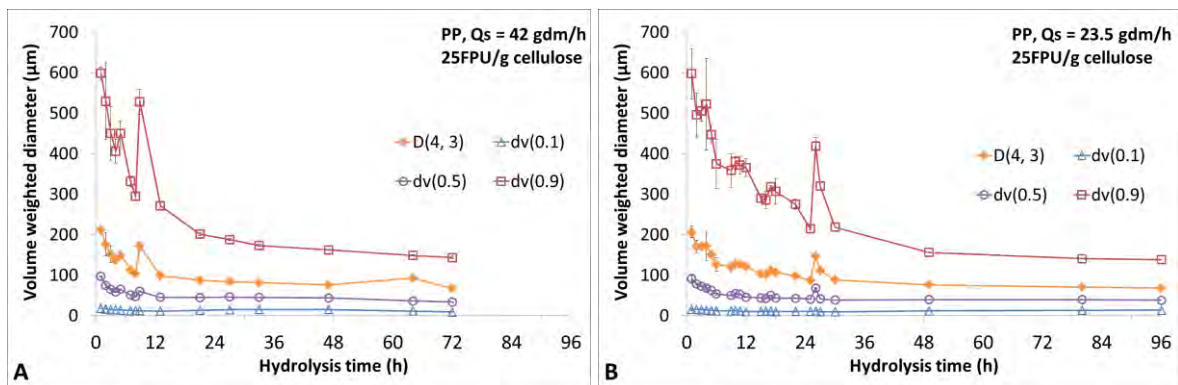 700
600
500
400
300
200
100
0
Volume weighted diameter (μm)
PP, Qs = 42 gdm/h
25FPU/g cellulose
D(4, 3)
dv(0.1)
dv(0.5)
dv(0.9)
0 12 24 36 48 60 72 84 96
Hydrolysis time (h)
A
700
600
500
400
300
200
100
0
Volume weighted diameter (μm)
PP, Qs = 23.5 gdm/h
25FPU/g cellulose
D(4, 3)
dv(0.1)
dv(0.5)
dv(0.9)
0 12 24 36 48 60 72 84 96
Hydrolysis time (h)
B